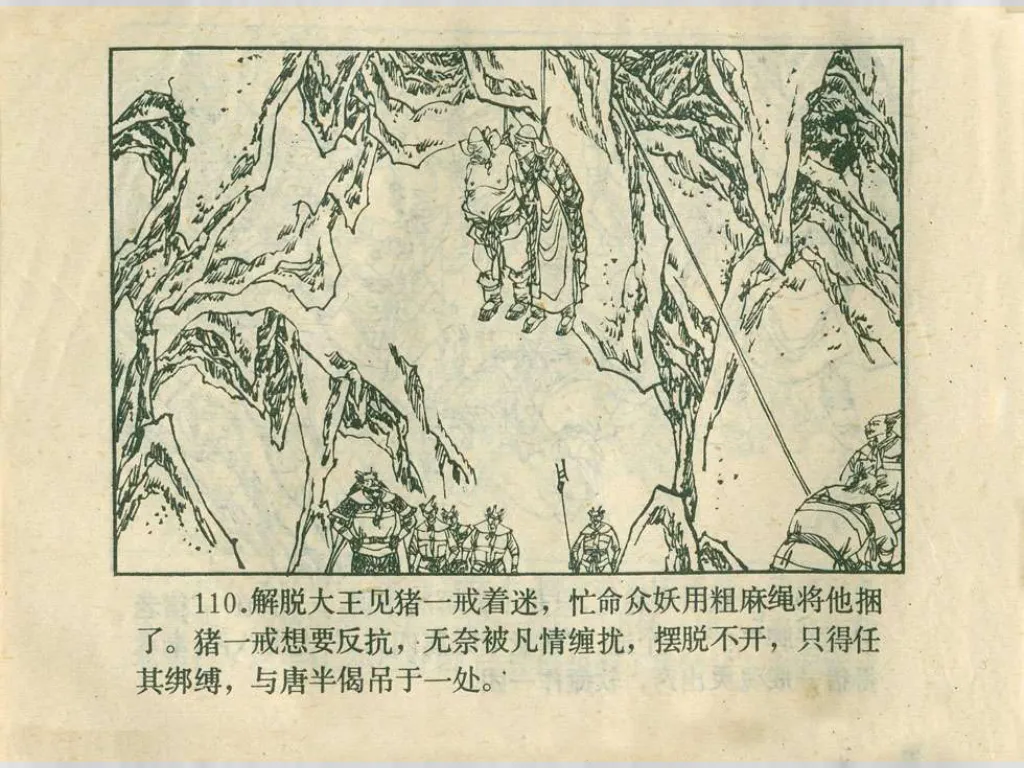 110.解脱大王见猪一戒着迷，忙命众妖用粗麻绳将他捆
了。猪一戒想要反抗，无奈被凡情缠扰，摆脱不开，只得任
其绑缚，与唐半偈吊于一处。